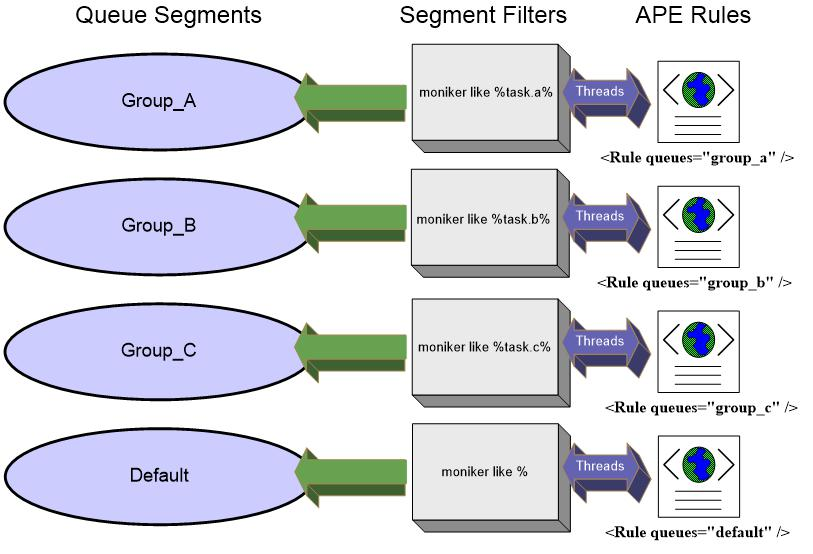 Queue Segments Segment Filters APE Rules
Group_A moniker like %task.a% Threads
<Rule queues="group_a" />
Group_B moniker like %task.b% Threads
<Rule queues="group_b" />
Group_C moniker like %task.c% Threads
<Rule queues="group_c" />
Default moniker like % Threads
<Rule queues="default" />